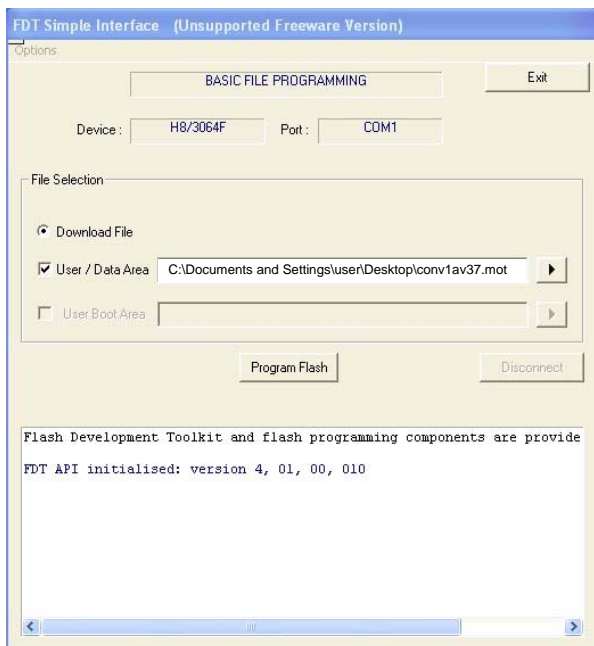 FDT Simple Interface (Unsupported Freeware Version)
Options
BASIC FILE PROGRAMMING
Exit
Device : H8/3064F Port : COM1
File Selection
Download File
User / Data Area C:\Documents and Settings\user\Desktop\conv1av37.mot
User Boot Area
Program Flash
Disconnect
Flash Development Toolkit and flash programming components are provide
FDT API initialised: version 4, 01, 00, 010